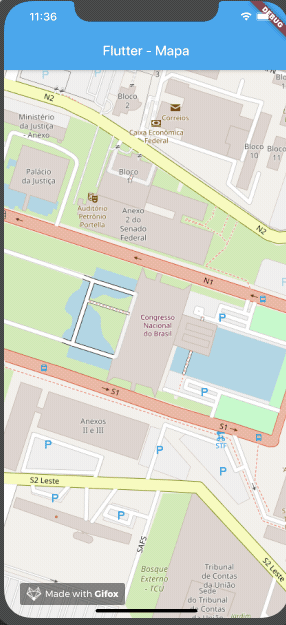 11:36
DEBUG
Flutter - Mapa
P
P
N2
Bloco
2
Correios
Caixa Econômica
Federal
Ministério
da Justiça
- Anexo
Bloco
10
Bloco
11
Palácio
da Justiça
Bloco
Auditório
Petrônio
Portella
Anexo
2 do
Senado
Federal
N2
N1
P
Congresso
Nacional
do Brasil
P
S1
S1
P
STF
Anexos
II e III
P
P
P
S2 Leste
P
P
S2 Leste
SAFS
Bosque
Externo
- TCU
Tribunal
de Contas
da União
Sede
do Tribunal
de Contas
da União
Made with Gifox